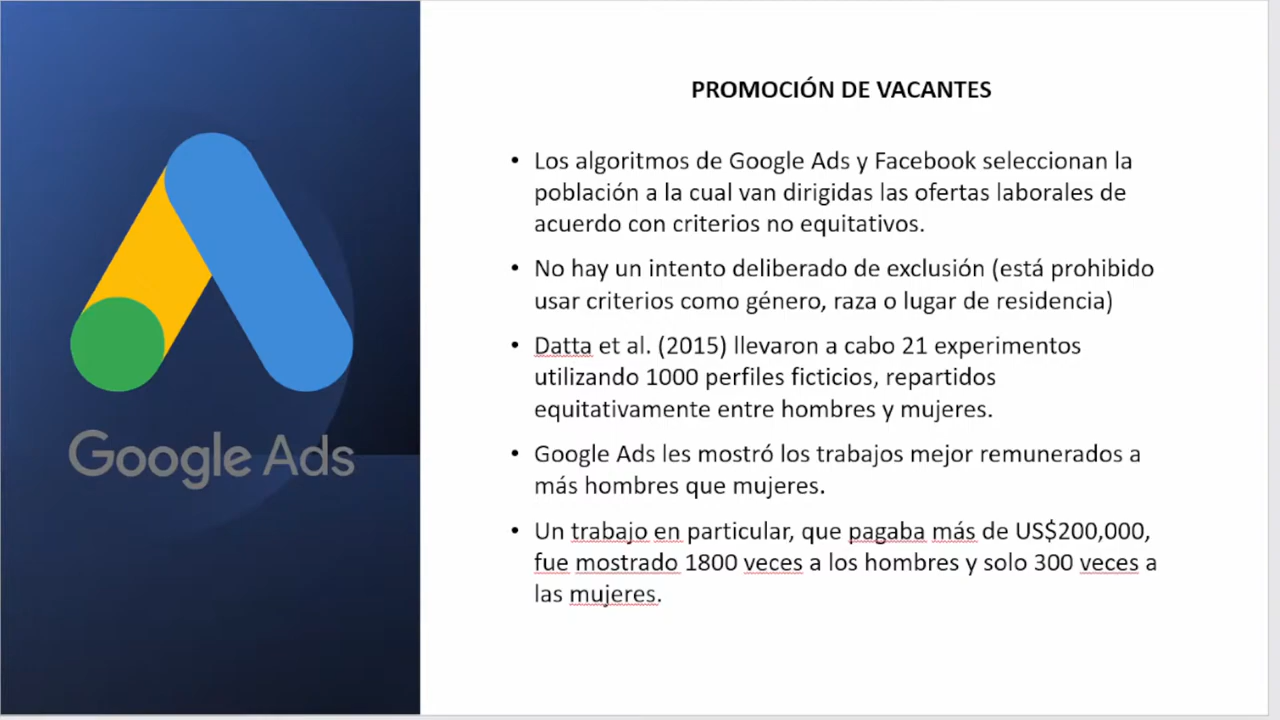 Google Ads
PROMOCIÓN DE VACANTES
• Los algoritmos de Google Ads y Facebook seleccionan la
población a la cual van dirigidas las ofertas laborales de
acuerdo con criterios no equitativos.
• No hay un intento deliberado de exclusión (está prohibido
usar criterios como género, raza o lugar de residencia)
• Datta et al. (2015) llevaron a cabo 21 experimentos
utilizando 1000 perfiles ficticios, repartidos
equitativamente entre hombres y mujeres.
• Google Ads les mostró los trabajos mejor remunerados a
más hombres que mujeres.
• Un trabajo en particular, que pagaba más de US$200,000,
fue mostrado 1800 veces a los hombres y solo 300 veces a
las mujeres.